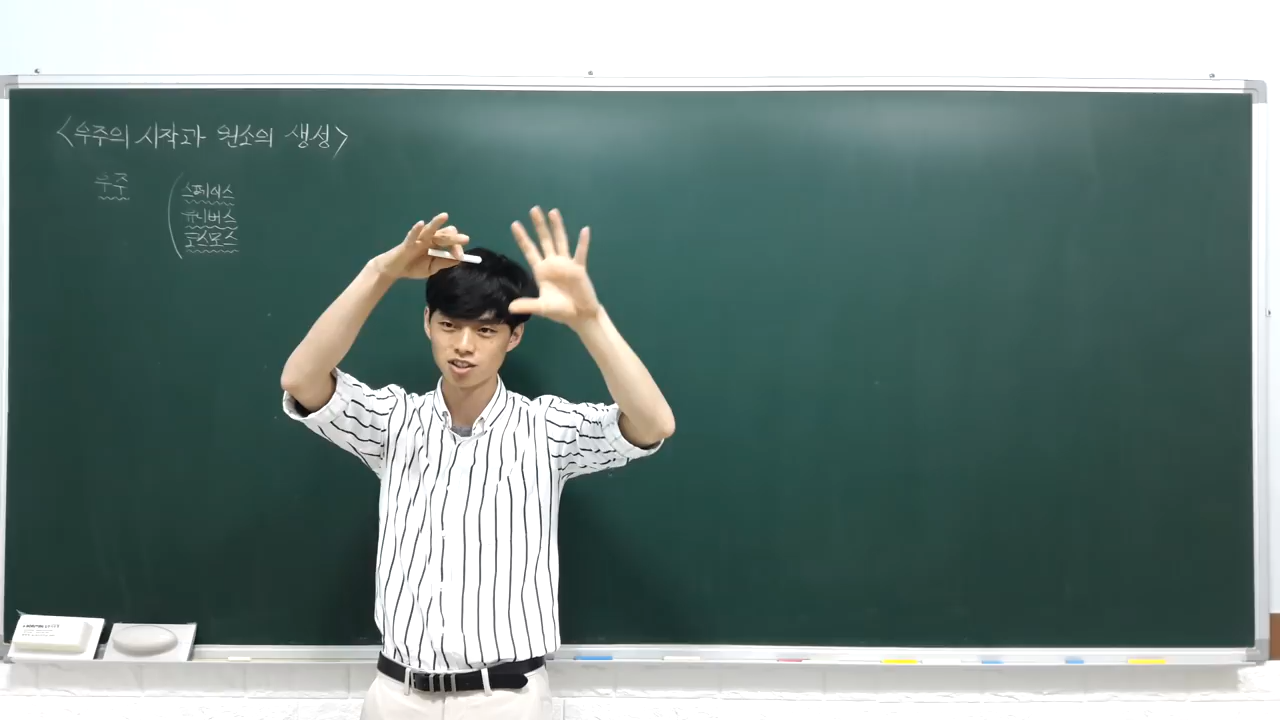 <우주의 시작과 원소의 생성>
우주
스페이스
유니버스
코스모스